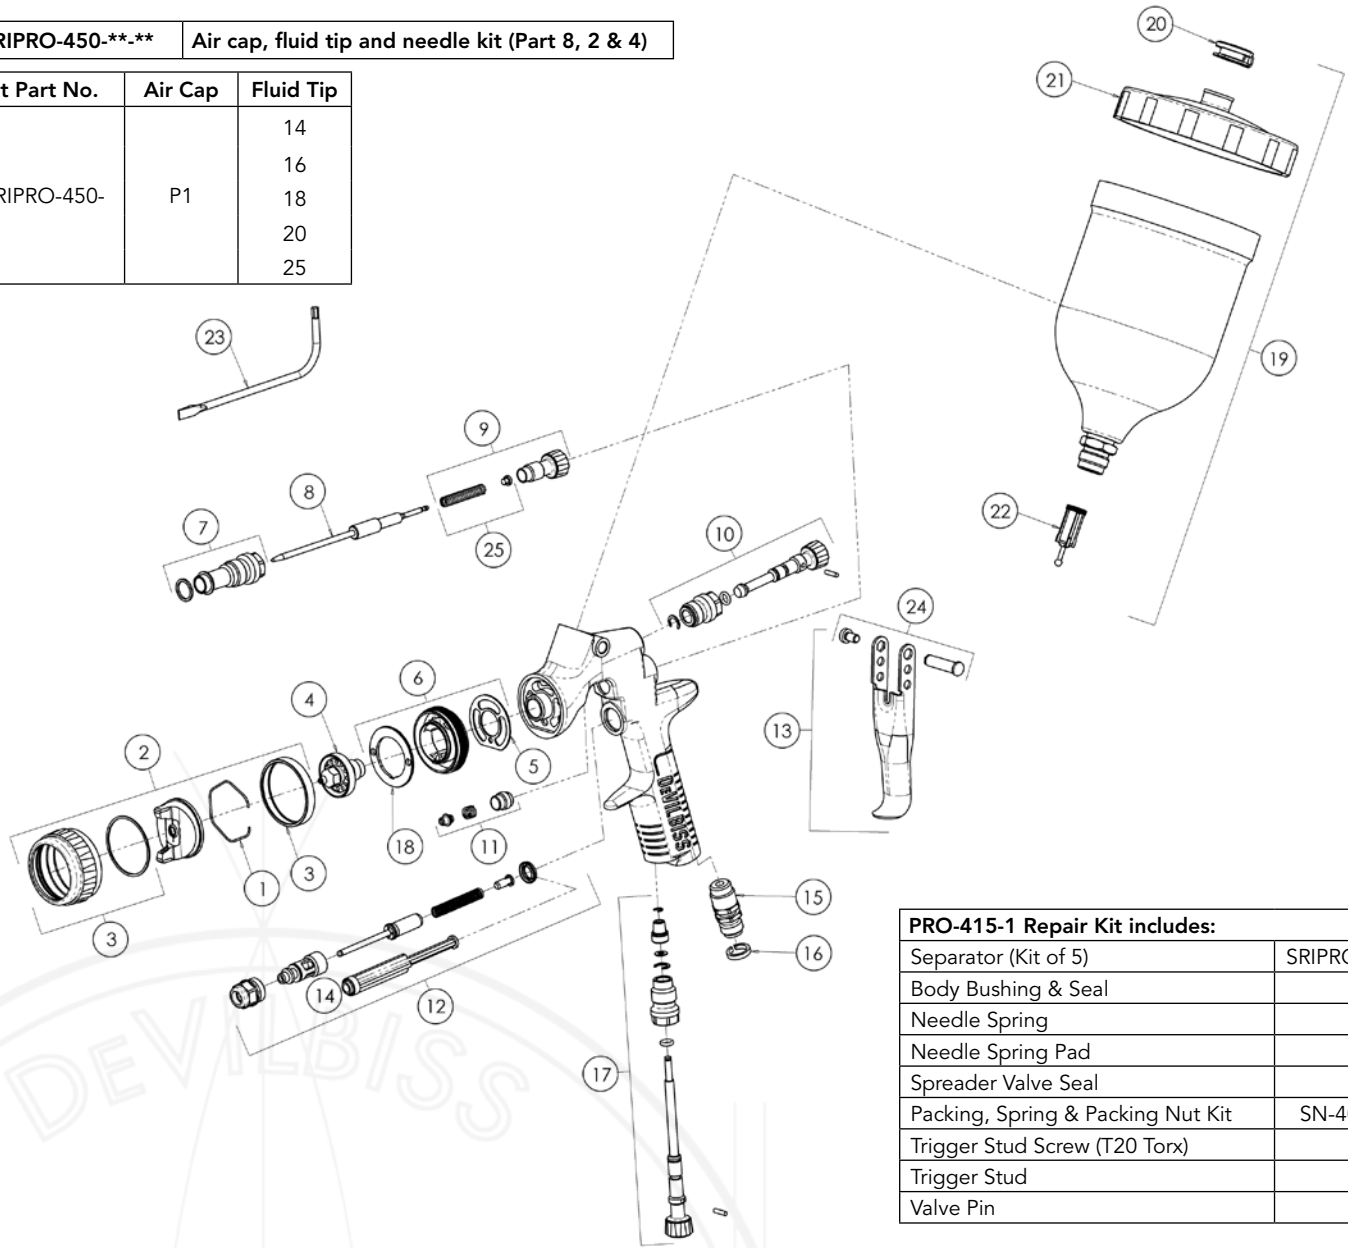 RIPRO-450-**-** Air cap, fluid tip and needle kit (Part 8, 2 & 4)
t Part No. Air Cap Fluid Tip
14
16
RIPRO-450- P1 18
20
25
20
21
23
19
9
8
7
22
10
25
24
6
4
13
2
5
18
11
1
3
15
3
16
14
12
17
DEVILBISS
DEVILBISS
PRO-415-1 Repair Kit includes:
Separator (Kit of 5) SRIPRO
Body Bushing & Seal
Needle Spring
Needle Spring Pad
Spreader Valve Seal
Packing, Spring & Packing Nut Kit SN-4
Trigger Stud Screw (T20 Torx)
Trigger Stud
Valve Pin